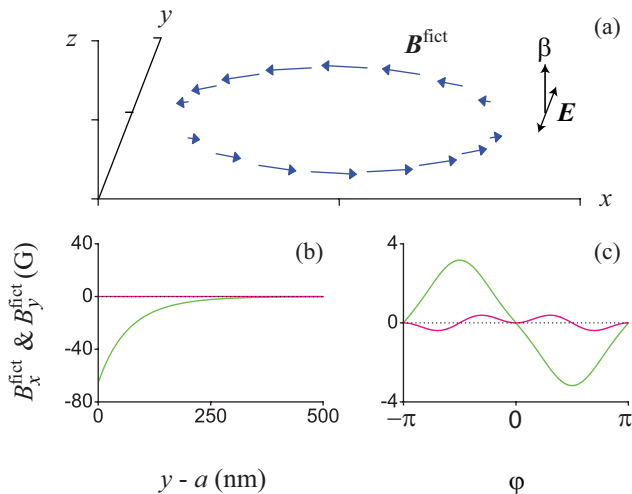 y
z
B^fict
(a)
β
E
x
B_x^fict & B_y^fict (G)
(b)
40
0
-40
-80
0
250
500
y - a (nm)
(c)
4
0
-4
−π
0
π
φ